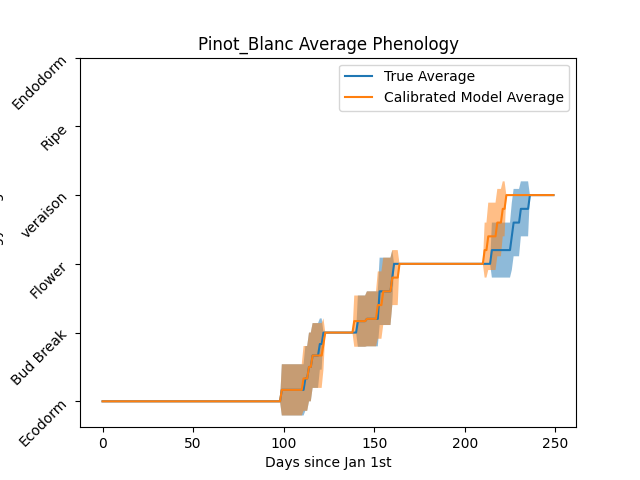 Pinot_Blanc Average Phenology
True Average
Calibrated Model Average
Endodorm
Ripe
veraison
Flower
Bud Break
Ecodorm
0 50 100 150 200 250
Days since Jan 1st